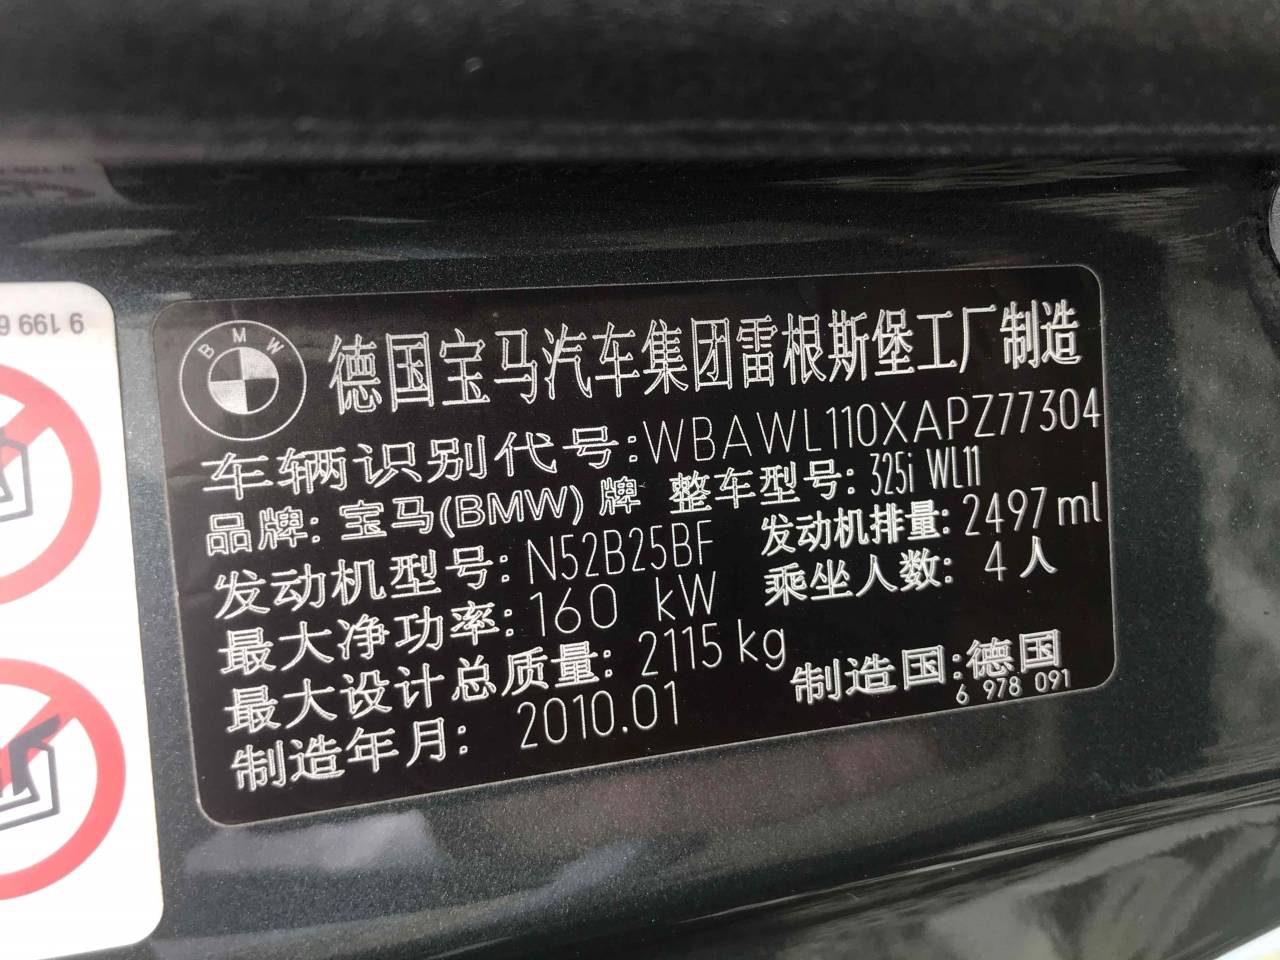 9 199 6
BMW
德国宝马汽车集团雷根斯堡工厂制造
车辆识别代号:WBAWL110XAPZ77304
品牌: 宝马(BMW) 牌 整车型号: 325i WL11
发动机型号: N52B25BF 发动机排量: 2497 ml
最大净功率: 160 kW 乘坐人数: 4 人
最大设计总质量: 2115 kg
制造年月: 2010.01 制造国:德国
6 978 091